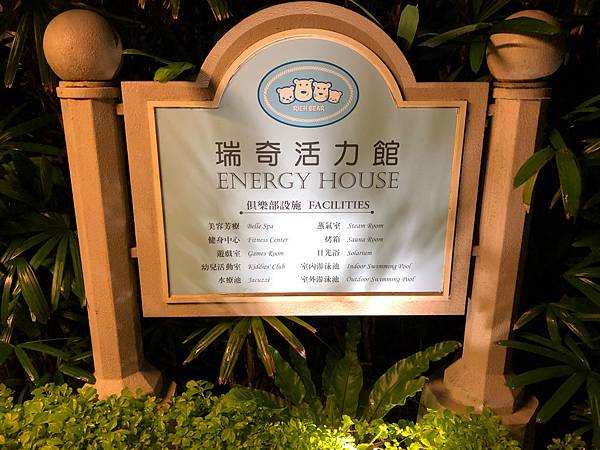 RICH BEAR
瑞奇活力館
ENERGY HOUSE
俱樂部設施 FACILITIES
美容芳療 Belle Spa 蒸氣室 Steam Room
健身中心 Fitness Center 烤箱 Sauna Room
遊戲室 Games Room 日光浴 Solarium
幼兒活動室 Kiddies' Club 室內游泳池 Indoor Swimming Pool
水療池 Jacuzzi 室外游泳池 Outdoor Swimming Pool